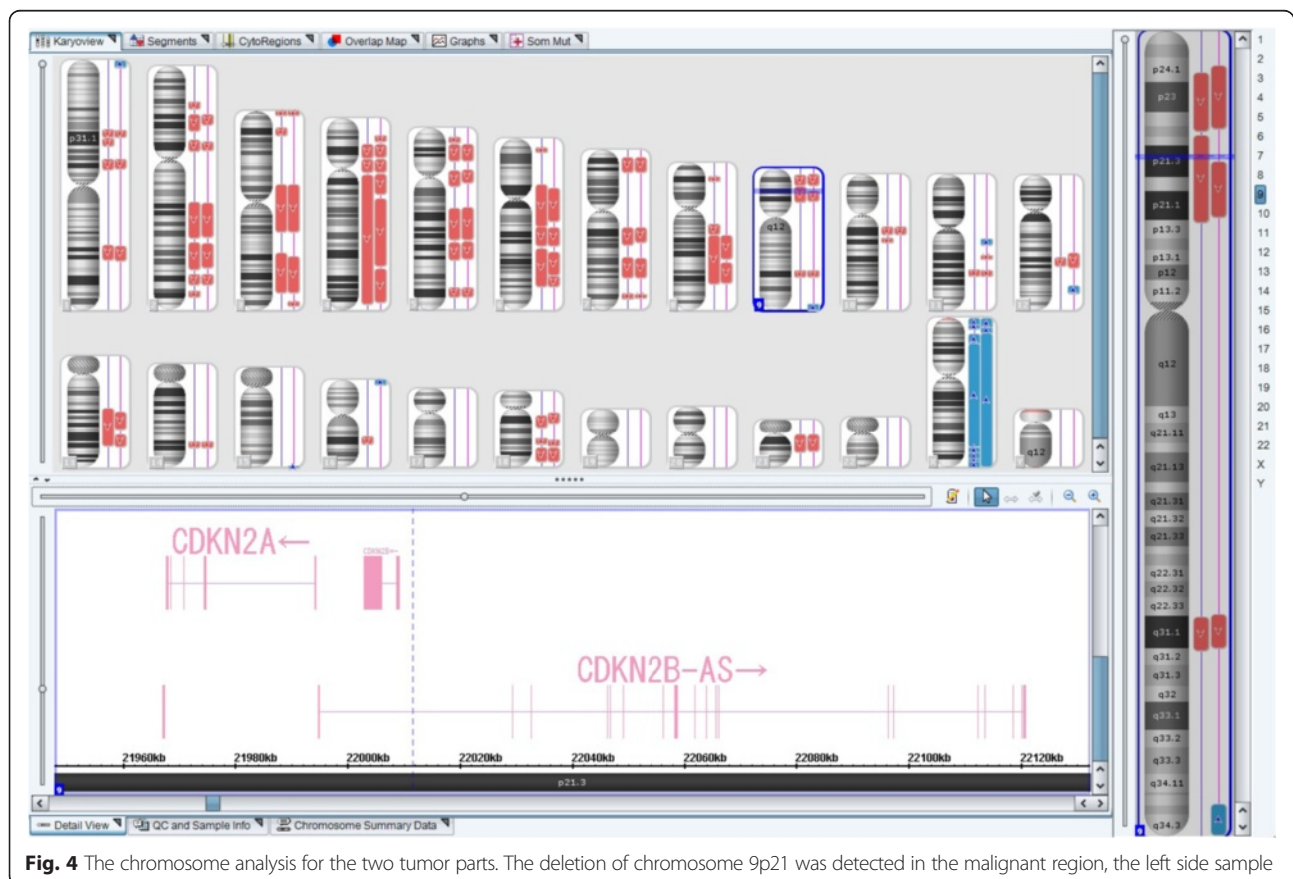 Karyoview Segments CytoRegions Overlap Map Graphs Som Mut
p31.1
q12
9
q12
CDKN2A←
CDKN2B←
CDKN2B-AS→
21960kb 21980kb 22000kb 22020kb 22040kb 22060kb 22080kb 22100kb 22120kb
9
p21.3
Detail View QC and Sample Info Chromosome Summary Data
p24.1
p23
p21.3
p21.1
p13.3
p13.1
p12
p11.2
q12
q13
q21.11
q21.13
q21.31
q21.32
q21.33
q22.31
q22.32
q22.33
q31.1
q31.2
q31.3
q32
q33.1
q33.2
q33.3
q34.11
q34.3
9
1
2
3
4
5
6
7
8
9
10
11
12
13
14
15
16
17
18
19
20
21
22
X
Y
Fig. 4 The chromosome analysis for the two tumor parts. The deletion of chromosome 9p21 was detected in the malignant region, the left side sample